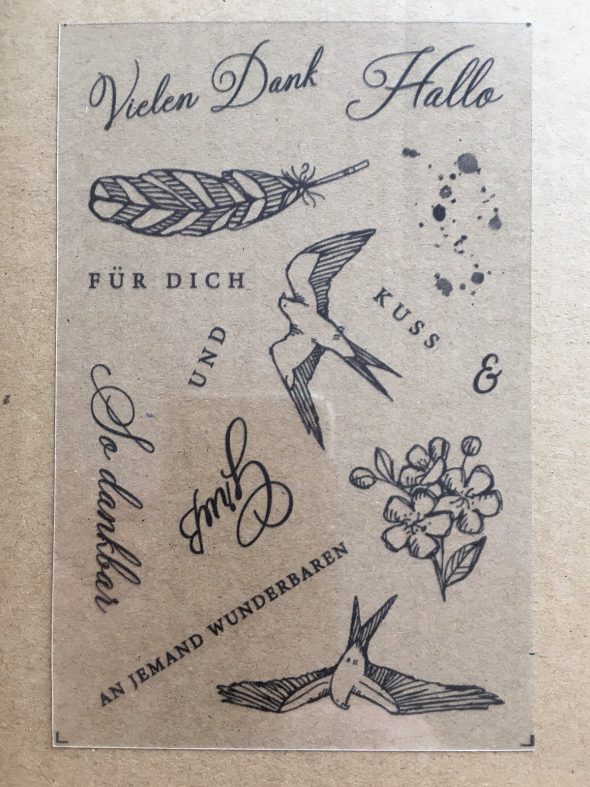 Vielen Dank
Hallo
FÜR DICH
UND
KUSS
&
So dankbar
Gruß
AN JEMAND WUNDERBAREN